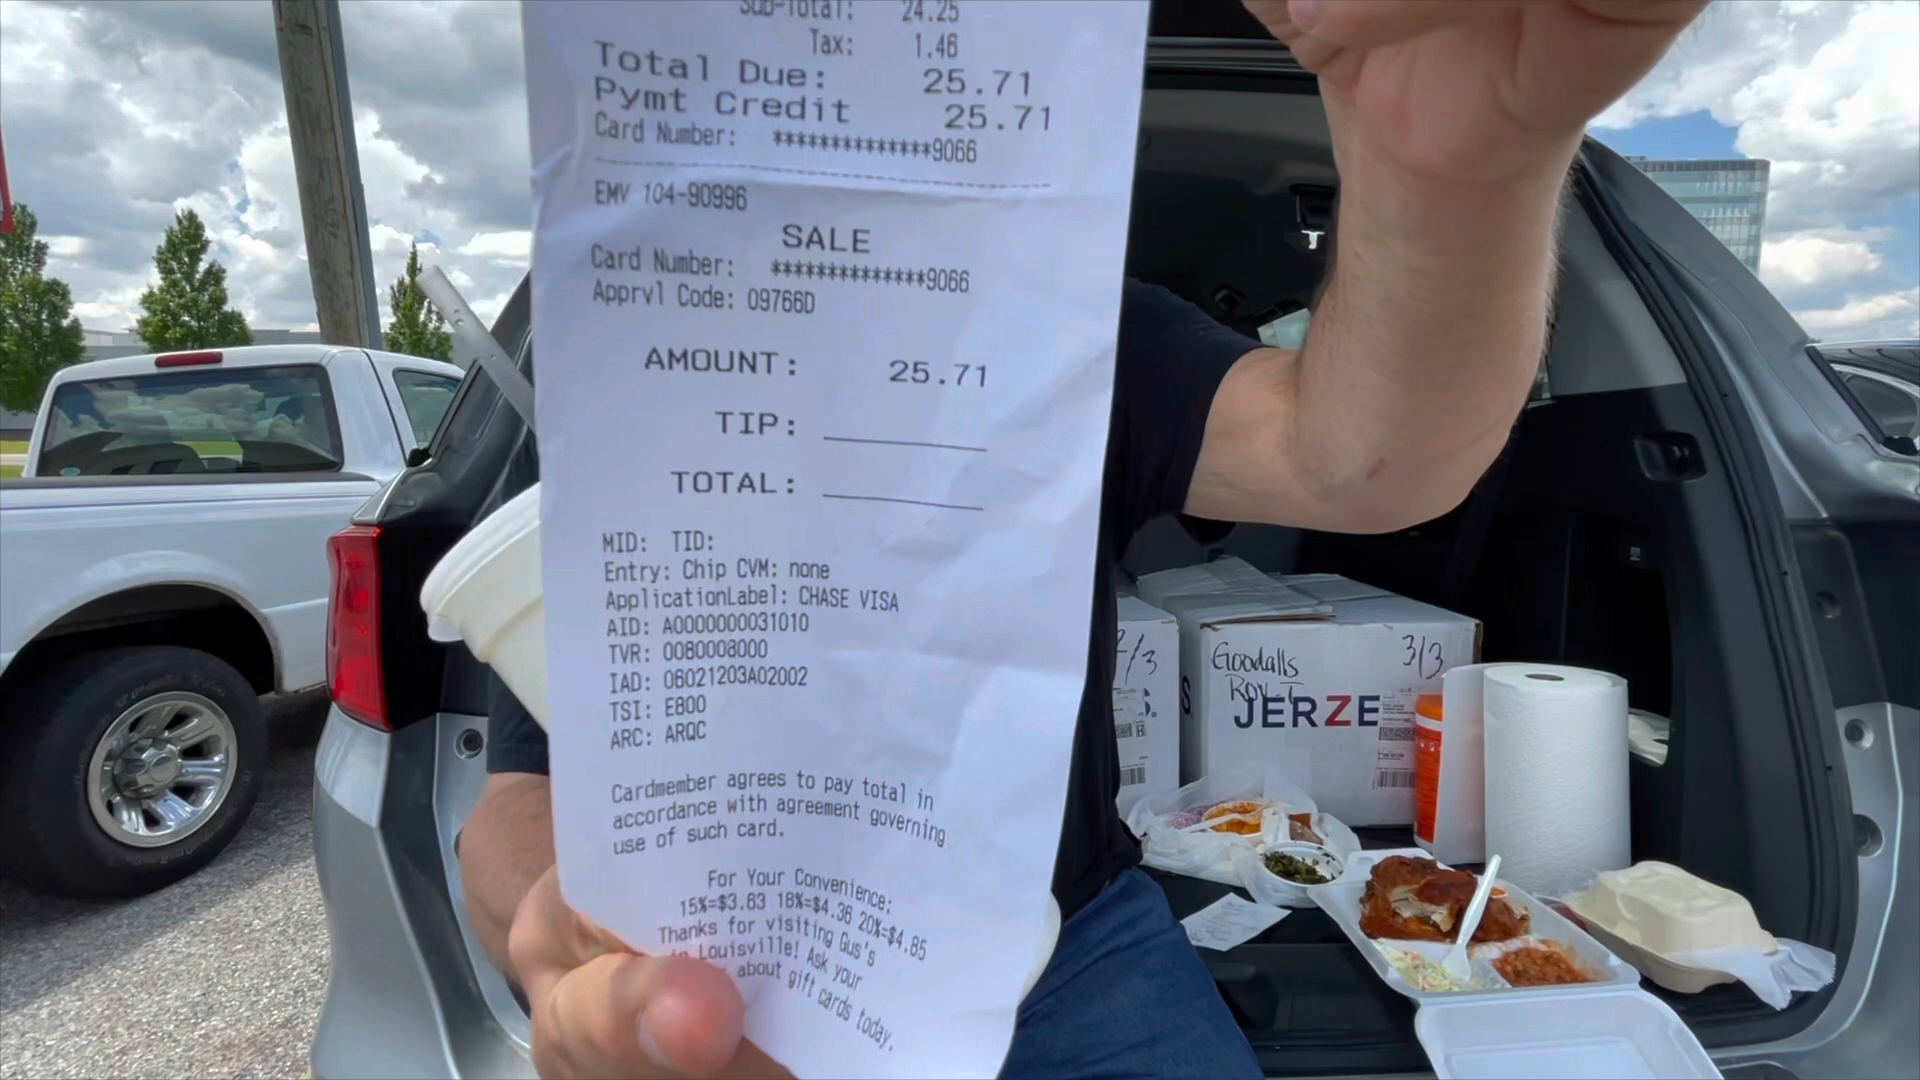 Sub-Total: 24.25
Tax: 1.46
Total Due: 25.71
Pymt Credit 25.71
Card Number: **************9066
EMV 104-90996
SALE
Card Number: **************9066
Apprvl Code: 09766D
AMOUNT: 25.71
TIP:
TOTAL:
MID: TID:
Entry: Chip CVM: none
ApplicationLabel: CHASE VISA
AID: A0000000031010
TVR: 0080008000
IAD: 06021203A02002
TSI: E800
ARC: ARQC
Cardmember agrees to pay total in
accordance with agreement governing
use of such card.
For Your Convenience:
15%=$3.63 18%=$4.36 20%=$4.85
Thanks for visiting Gus's
in Louisville! Ask your
about gift cards today.
2/3
S.
Goodalls
3/3
S
JERZE